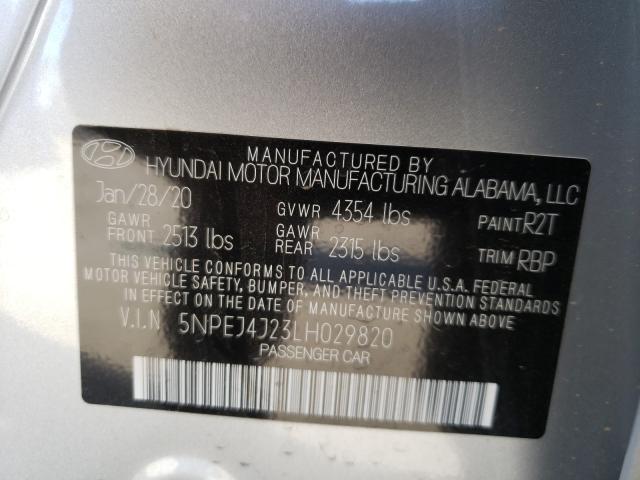 MANUFACTURED BY
HYUNDAI MOTOR MANUFACTURING ALABAMA, LLC
Jan/28/20 GVWR 4354 lbs PAINT R2T
GAWR FRONT 2513 lbs GAWR REAR 2315 lbs TRIM RBP
THIS VEHICLE CONFORMS TO ALL APPLICABLE U.S.A. FEDERAL
MOTOR VEHICLE SAFETY, BUMPER, AND THEFT PREVENTION STANDARDS
IN EFFECT ON THE DATE OF MANUFACTURE SHOWN ABOVE.
V.I.N 5NPEJ4J23LH029820
PASSENGER CAR